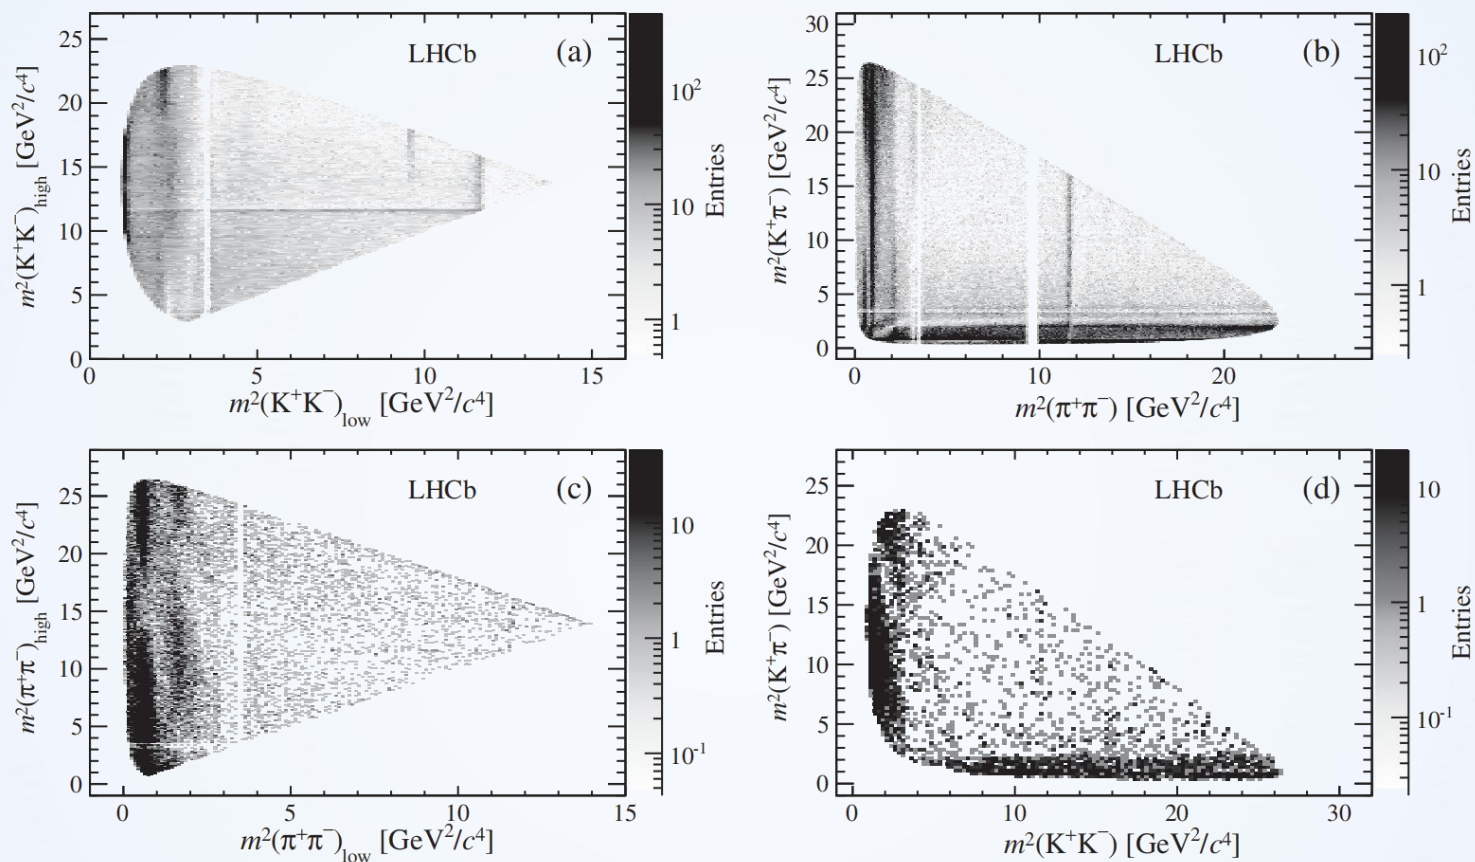 LHCb (a)
25
20
15
10
5
0
m²(K⁺K⁻)high [GeV²/c⁴]
0 5 10 15
m²(K⁺K⁻)low [GeV²/c⁴]
10²
10
1
Entries
LHCb (b)
30
25
20
15
10
5
0
m²(K⁺π⁻) [GeV²/c⁴]
0 10 20
m²(π⁺π⁻) [GeV²/c⁴]
10²
10
1
Entries
LHCb (c)
25
20
15
10
5
0
m²(π⁺π⁻)high [GeV²/c⁴]
0 5 10 15
m²(π⁺π⁻)low [GeV²/c⁴]
10
1
10⁻¹
Entries
LHCb (d)
25
20
15
10
5
0
m²(K⁺π⁻) [GeV²/c⁴]
0 10 20 30
m²(K⁺K⁻) [GeV²/c⁴]
10
1
10⁻¹
Entries